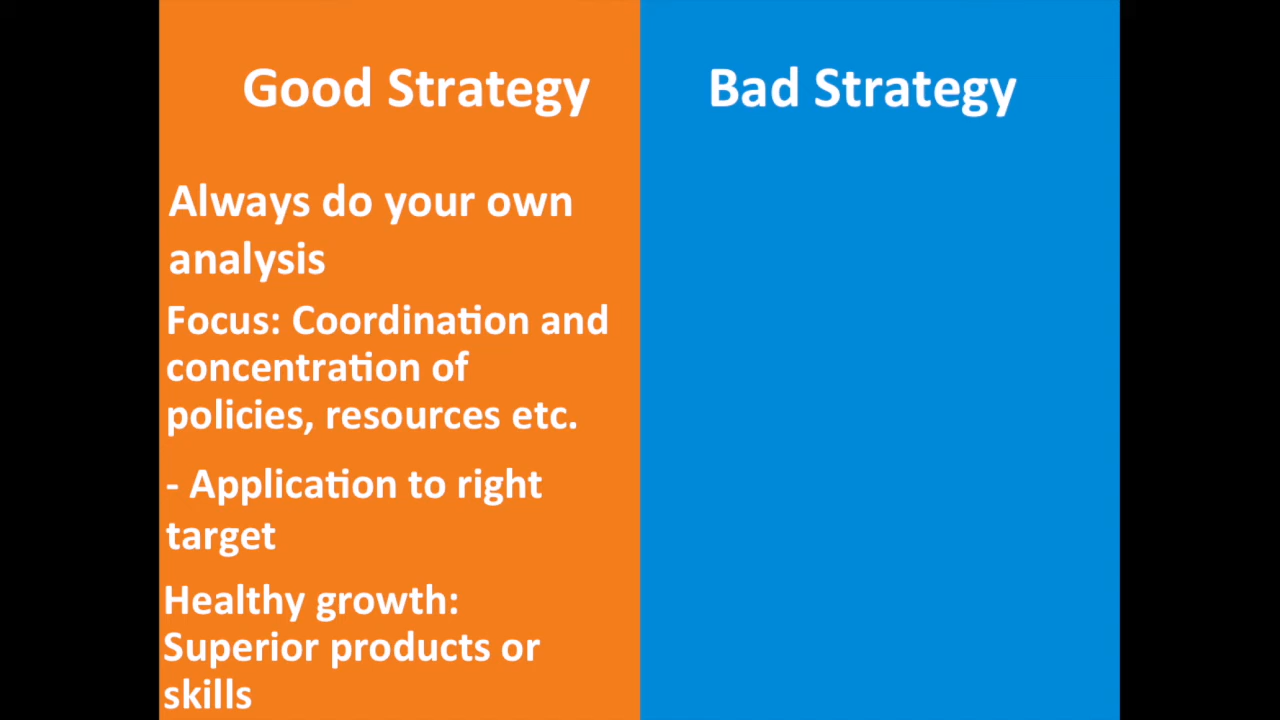 Good Strategy
Bad Strategy
Always do your own
analysis
Focus: Coordination and
concentration of
policies, resources etc.
- Application to right
target
Healthy growth:
Superior products or
skills